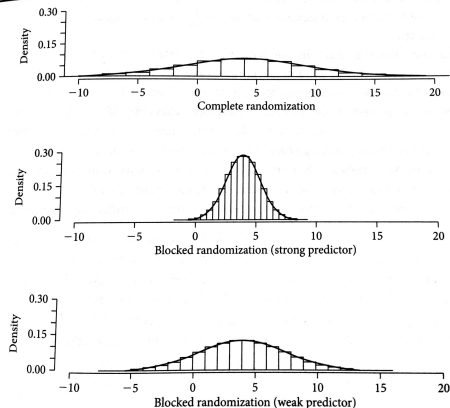 0.30
0.15
0.00
Density
−10 −5 0 5 10 15 20
Complete randomization
0.30
0.15
0.00
Density
−10 −5 0 5 10 15 20
Blocked randomization (strong predictor)
0.30
0.15
0.00
Density
−10 −5 0 5 10 15 20
Blocked randomization (weak predictor)